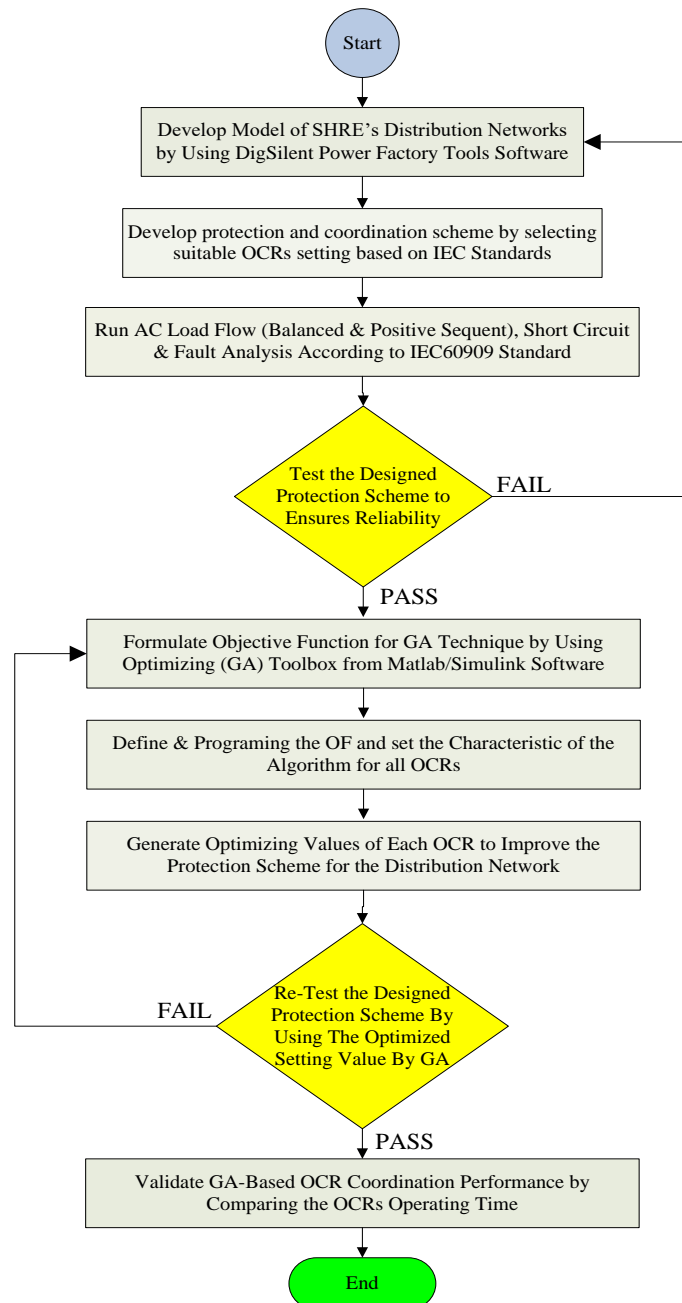 Start
Develop Model of SHRE's Distribution Networks
by Using DigSilent Power Factory Tools Software
Develop protection and coordination scheme by selecting
suitable OCRs setting based on IEC Standards
Run AC Load Flow (Balanced & Positive Sequent), Short Circuit
& Fault Analysis According to IEC60909 Standard
Test the Designed
Protection Scheme to
Ensures Reliability
FAIL
PASS
Formulate Objective Function for GA Technique by Using
Optimizing (GA) Toolbox from Matlab/Simulink Software
Define & Programing the OF and set the Characteristic of the
Algorithm for all OCRs
Generate Optimizing Values of Each OCR to Improve the
Protection Scheme for the Distribution Network
Re-Test the Designed
Protection Scheme By
Using The Optimized
Setting Value By GA
FAIL
PASS
Validate GA-Based OCR Coordination Performance by
Comparing the OCRs Operating Time
End